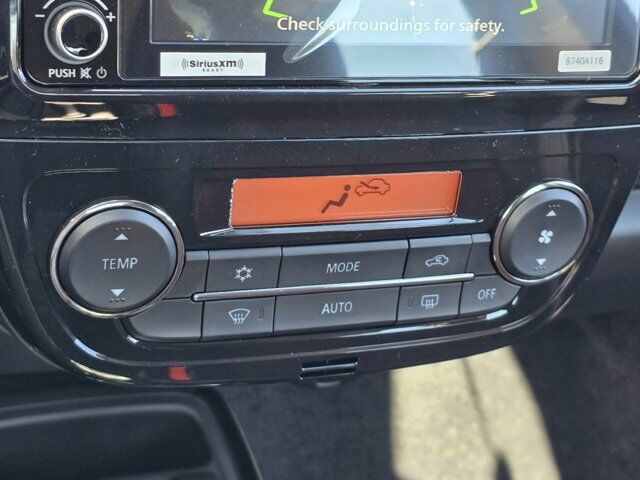 Check surroundings for safety.
PUSH
((SiriusXM))
READY
8740A116
TEMP
MODE
AUTO
OFF